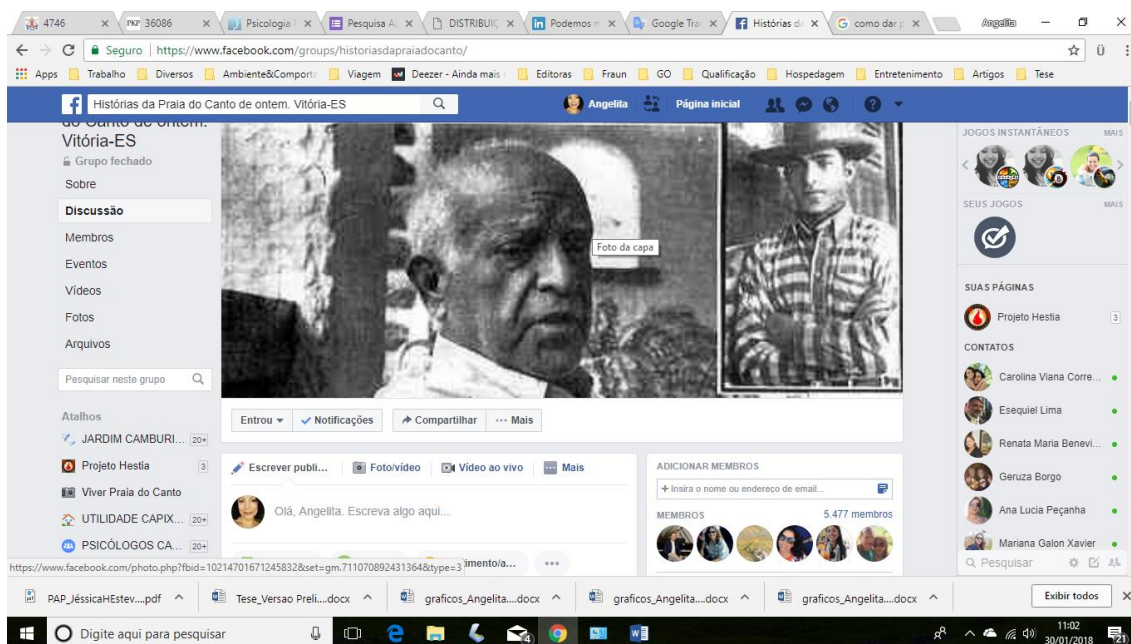 4746
PKP 36086
Psicologia
Pesquisa A
DISTRIBUIÇ
Podemos
Google Tra
Histórias d
como dar p
Angelita
Seguro | https://www.facebook.com/groups/historiasdapraiadocanto/
Apps Trabalho Diversos Ambiente&Comport Viagem Deezer - Ainda mais Editoras Fraun GO Qualificação Hospedagem Entretenimento Artigos Tese
Histórias da Praia do Canto de ontem. Vitória-ES
Angelita
Página inicial
do Canto de ontem.
Vitória-ES
Grupo fechado
Sobre
Discussão
Membros
Eventos
Vídeos
Fotos
Arquivos
Pesquisar neste grupo
Atalhos
JARDIM CAMBURI... 20+
Projeto Hestia 3
Viver Praia do Canto
UTILIDADE CAPIX... 20+
PSICÓLOGOS CA... 20+
Foto da capa
Entrou Notificações Compartilhar Mais
Escrever publi... Foto/vídeo Vídeo ao vivo Mais
Olá, Angelita. Escreva algo aqui...
imento/a...
ADICIONAR MEMBROS
+ Insira o nome ou endereço de email...
MEMBROS 5.477 membros
JOGOS INSTANTÂNEOS MAIS
SEUS JOGOS MAIS
SUAS PÁGINAS
Projeto Hestia 3
CONTATOS
Carolina Viana Corre...
Esequiel Lima
Renata Maria Benevi...
Geruza Borgo
Ana Lucia Peçanha
Mariana Galon Xavier
Pesquisar
https://www.facebook.com/photo.php?fbid=10214701671245832&set=gm.711070892431364&type=3
PAP_JéssicaHEstev....pdf
Tese_Versao Preli....docx
graficos_Angelita....docx
graficos_Angelita....docx
graficos_Angelita....docx
Exibir todos
Digite aqui para pesquisar
11:02
30/01/2018
21